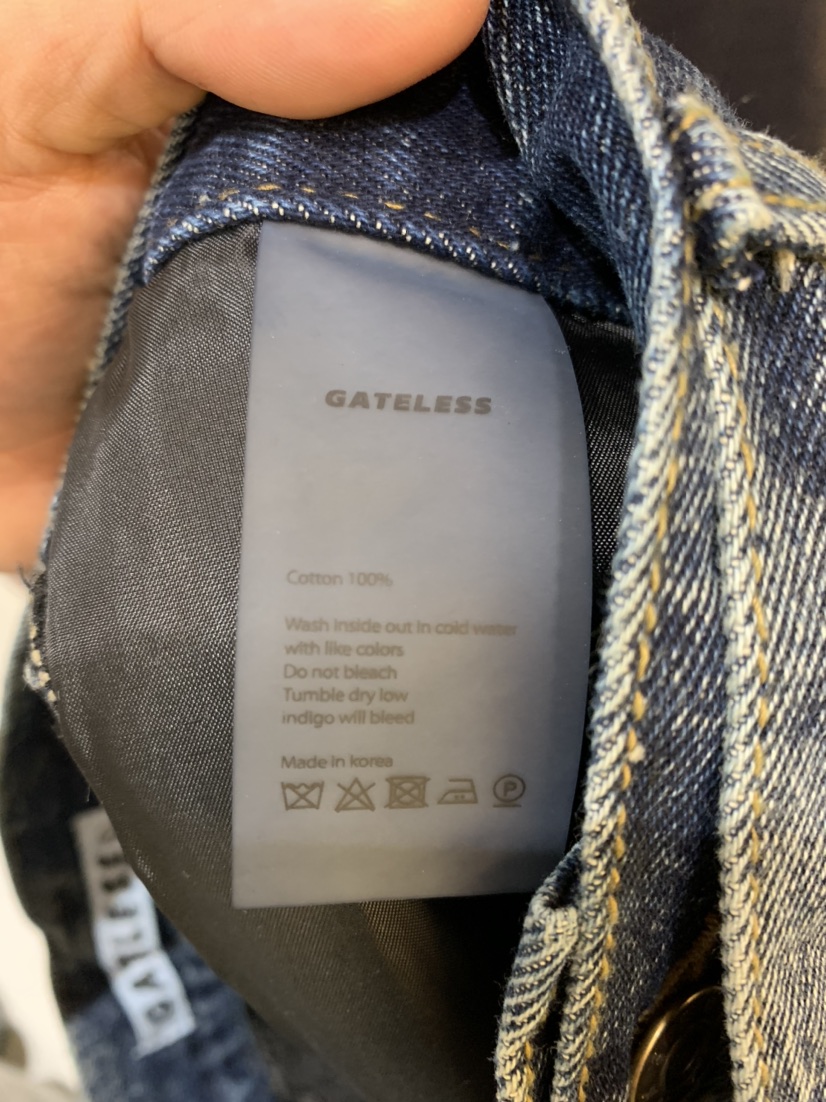 GATELESS
Cotton 100%
Wash inside out in cold water
with like colors
Do not bleach
Tumble dry low
indigo will bleed
Made in korea
P
GATLESS